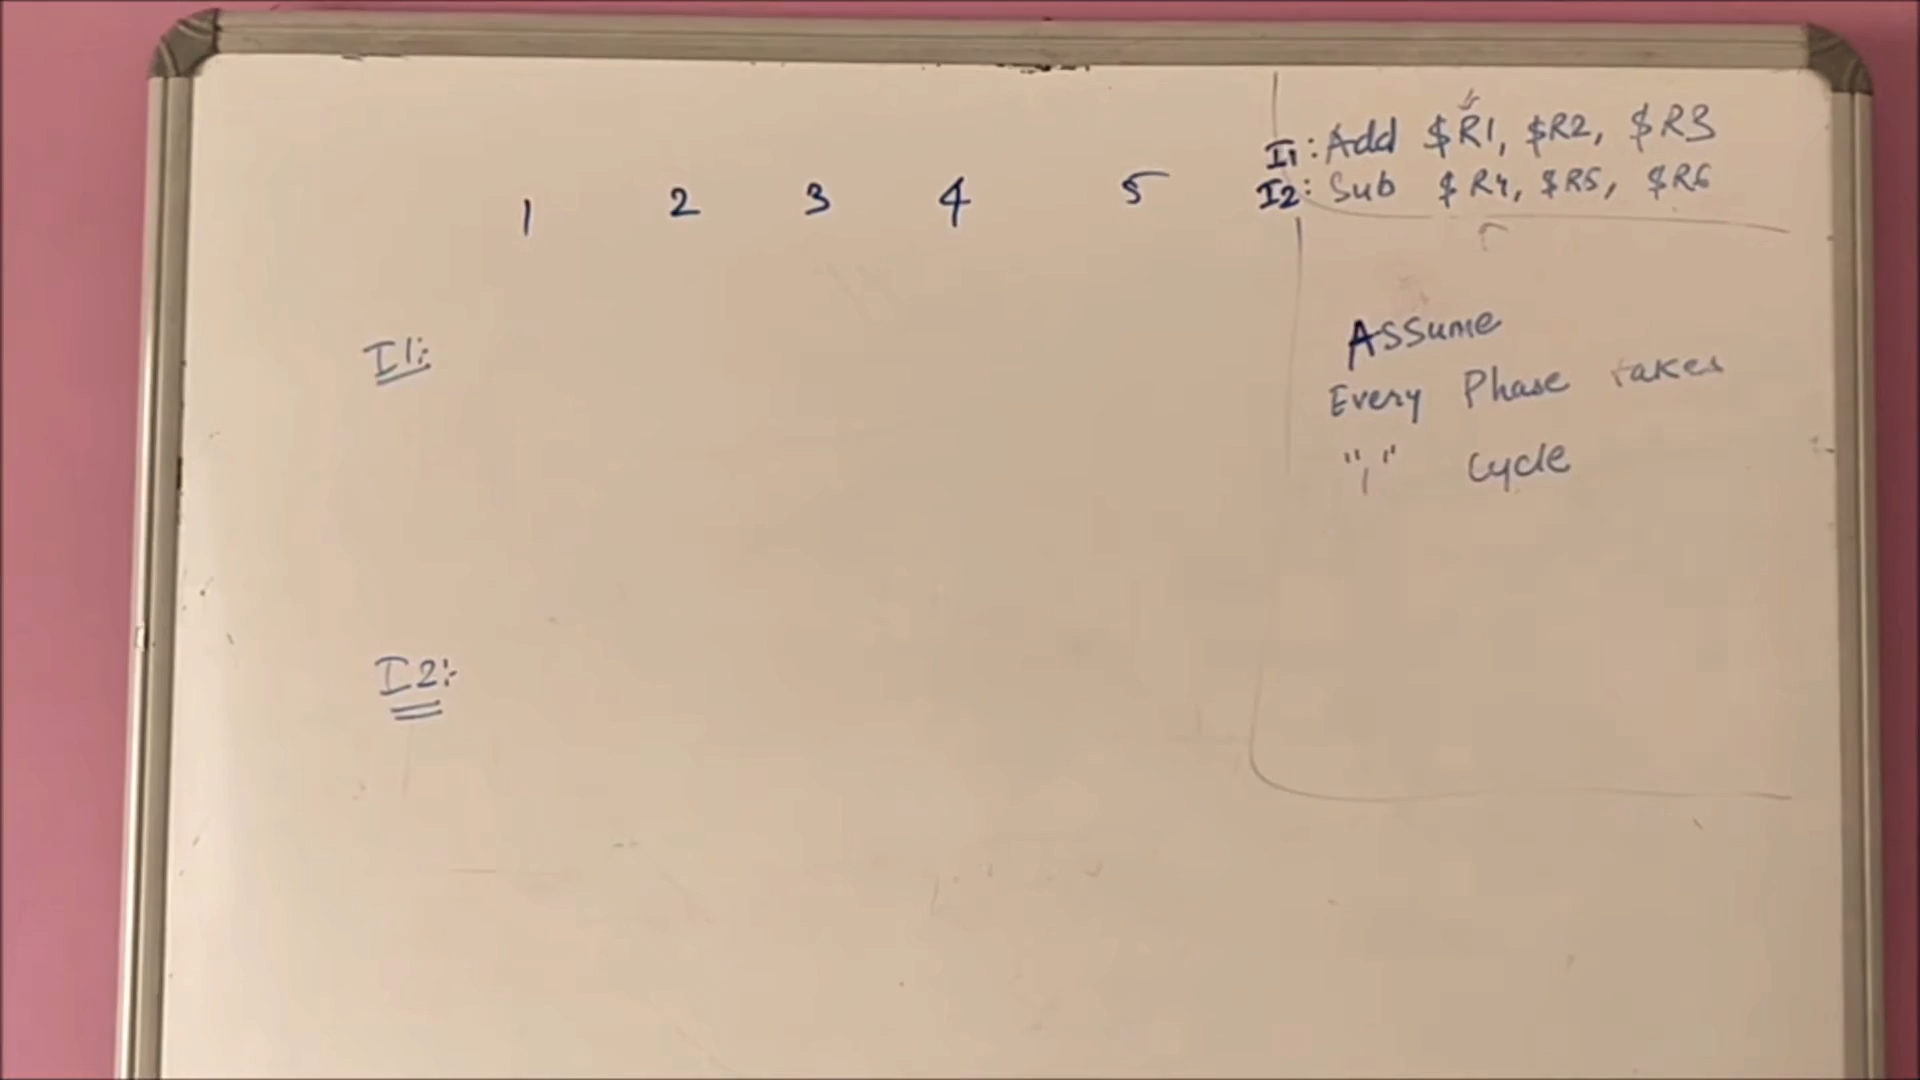 I1: Add $R1, $R2, $R3
I2: Sub $R4, $R5, $R6
1 2 3 4 5
Assume
Every Phase takes
"1" Cycle
I1:
I2: